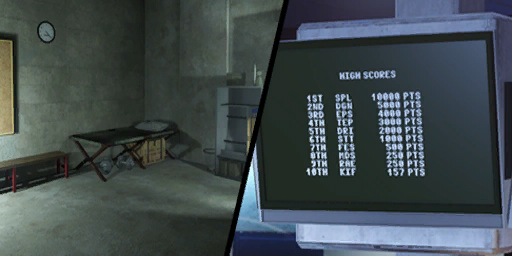 HIGH SCORES
1ST SPL 10000 PTS
2ND DGN 5000 PTS
3RD EPS 4000 PTS
4TH TEP 3000 PTS
5TH DRI 2000 PTS
6TH STT 1000 PTS
7TH FES 500 PTS
8TH MDS 250 PTS
9TH RAE 250 PTS
10TH KIF 157 PTS